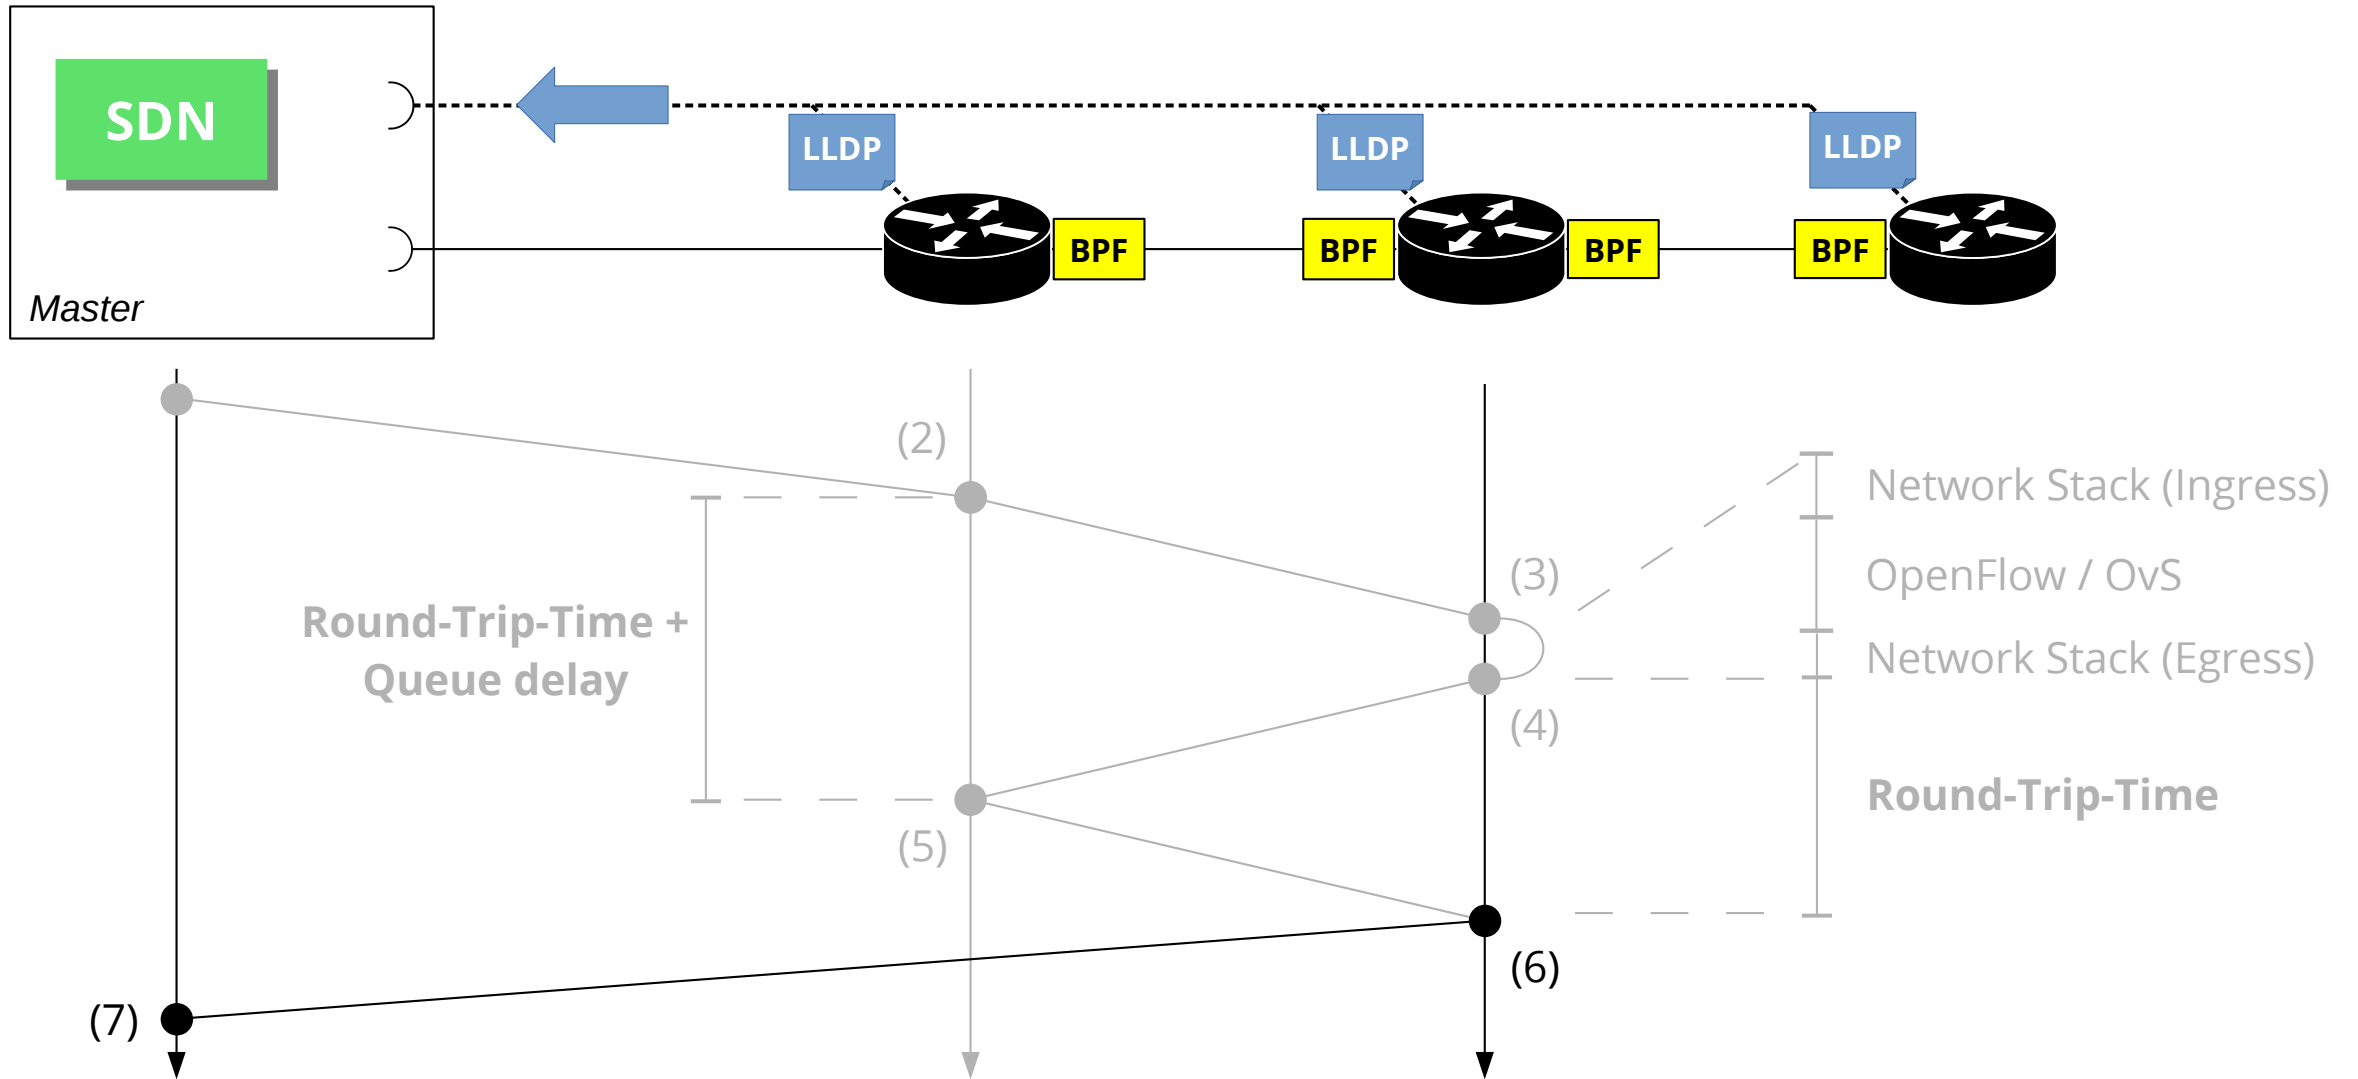 SDN
LLDP
LLDP
LLDP
BPF
BPF
BPF
BPF
Master
(2)
Network Stack (Ingress)
(3)
OpenFlow / OvS
Round-Trip-Time +
Queue delay
Network Stack (Egress)
(4)
Round-Trip-Time
(5)
(6)
(7)